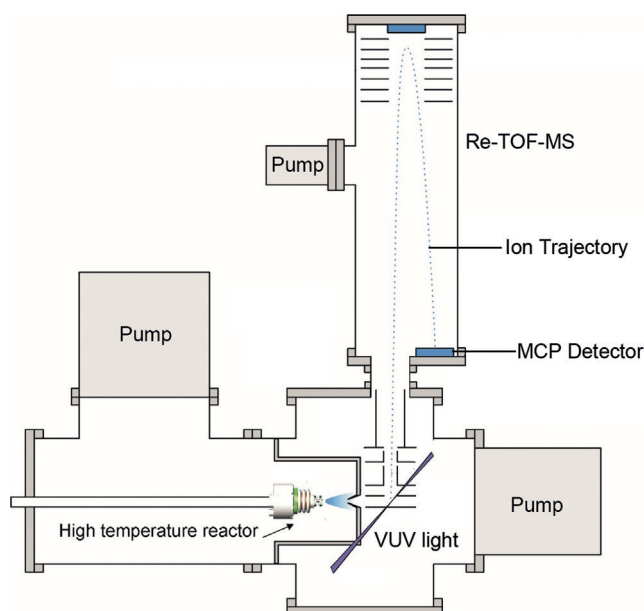 Re-TOF-MS
Pump
Ion Trajectory
Pump
MCP Detector
High temperature reactor
VUV light
Pump